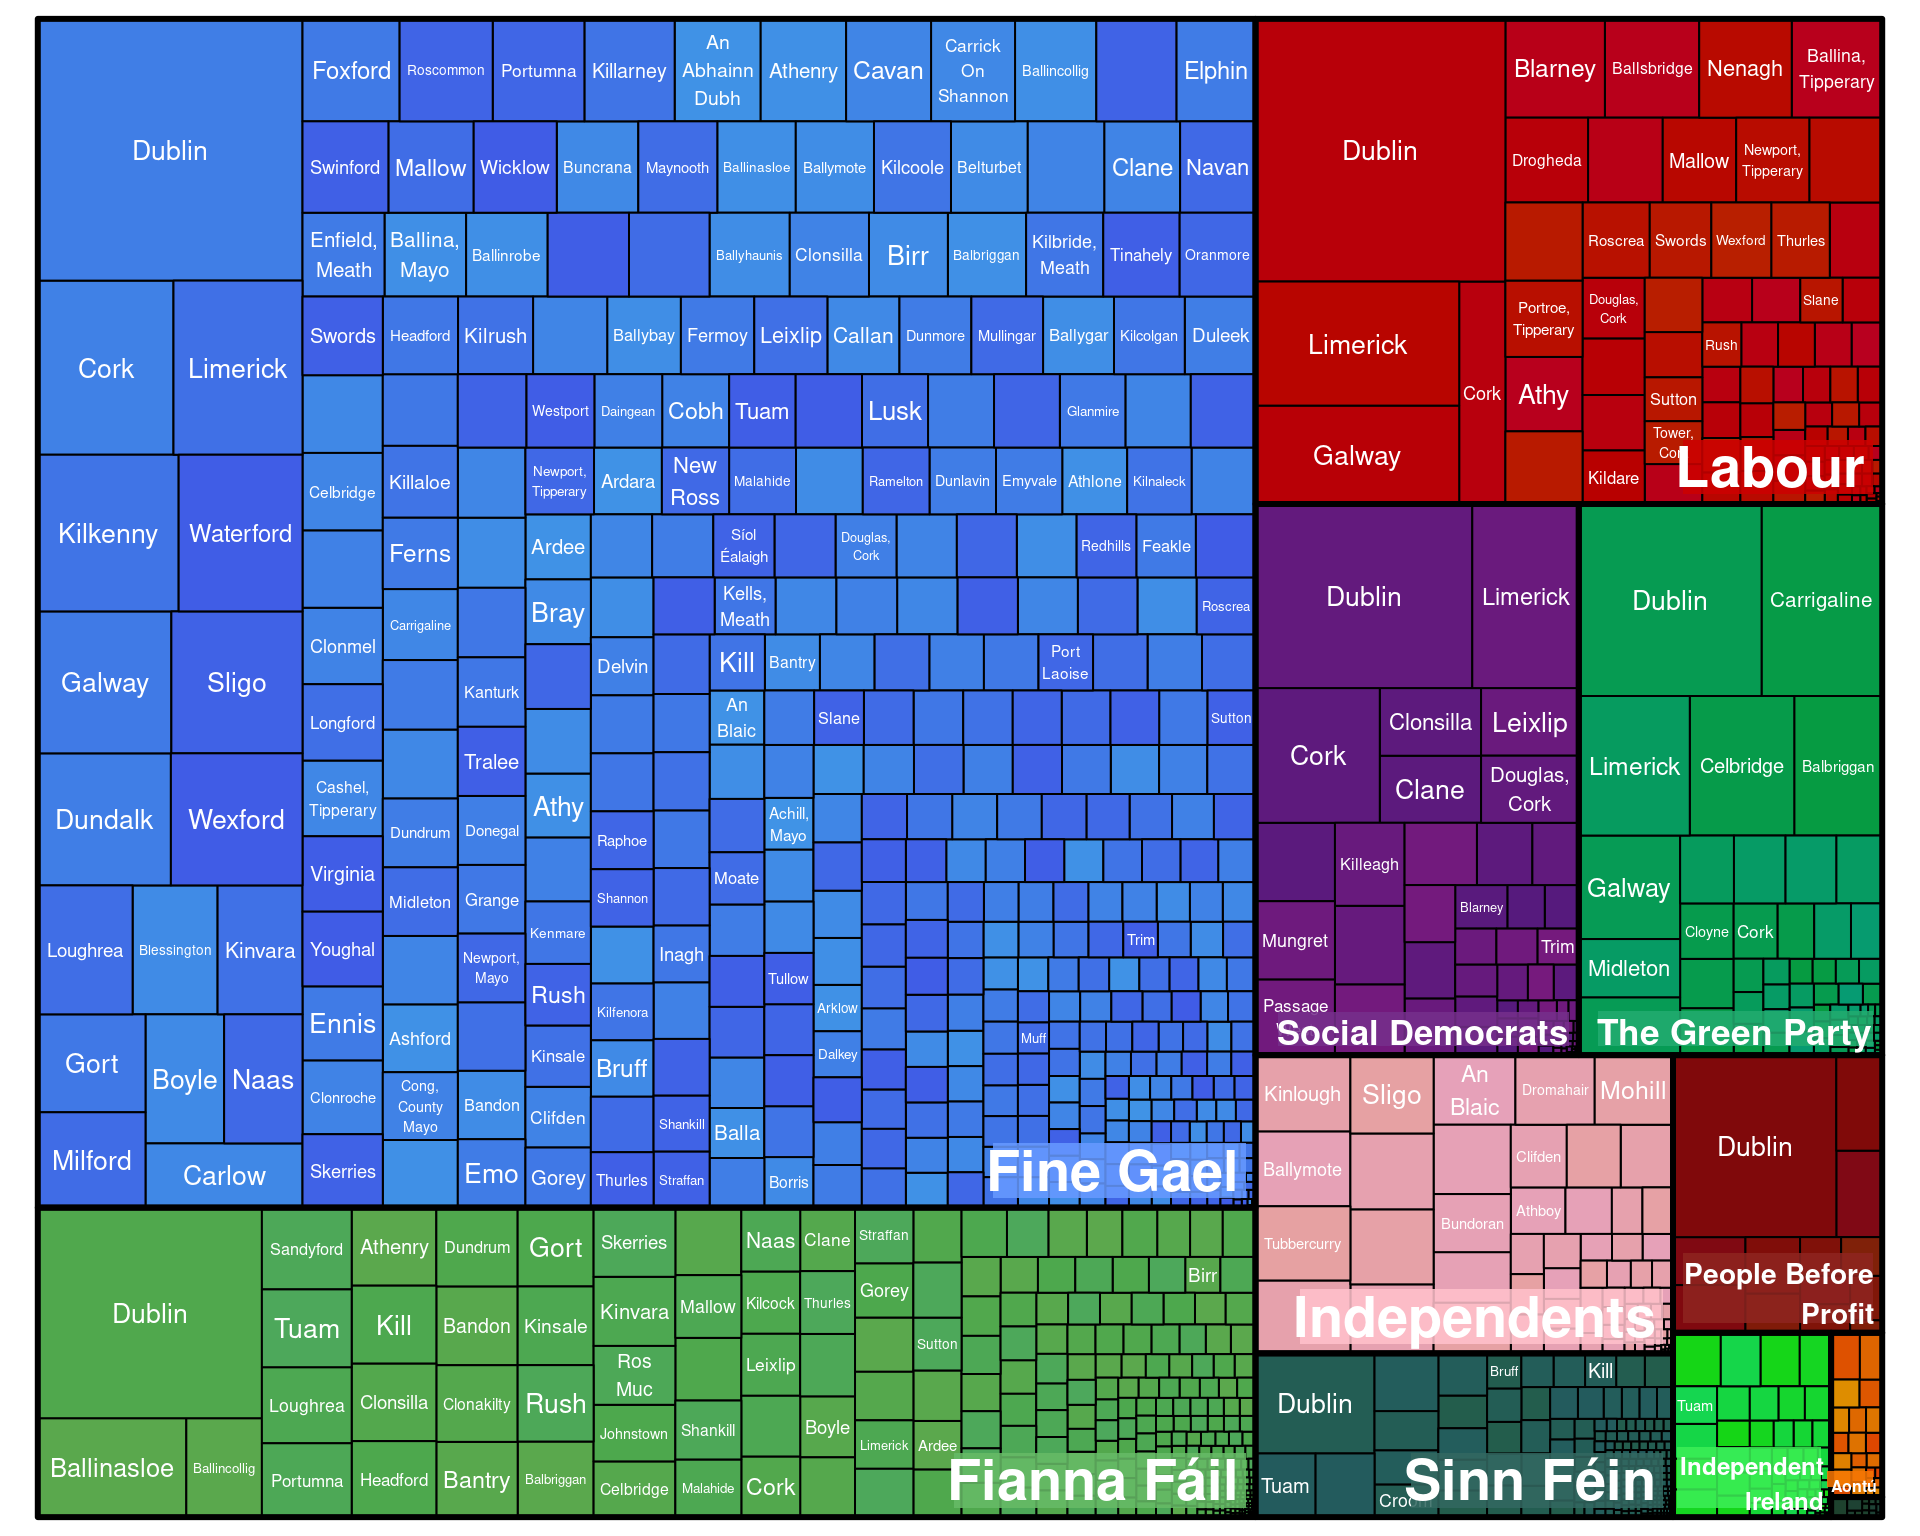 Dublin
Foxford
Roscommon
Portumna
Killarney
An
Abhainn
Dubh
Athenry
Cavan
Carrick
On
Shannon
Ballincollig
Elphin
Swinford
Mallow
Wicklow
Buncrana
Maynooth
Ballinasloe
Ballymote
Kilcoole
Belturbet
Clane
Navan
Enfield,
Meath
Ballina,
Mayo
Ballinrobe
Ballyhaunis
Clonsilla
Birr
Balbriggan
Kilbride,
Meath
Tinahely
Oranmore
Cork
Limerick
Swords
Headford
Kilrush
Ballybay
Fermoy
Leixlip
Callan
Dunmore
Mullingar
Ballygar
Kilcolgan
Duleek
Westport
Daingean
Cobh
Tuam
Lusk
Glanmire
Kilkenny
Waterford
Celbridge
Killaloe
Newport,
Tipperary
Ardara
New
Ross
Malahide
Ramelton
Dunlavin
Emyvale
Athlone
Kilnaleck
Ferns
Ardee
Síol
Éalaigh
Douglas,
Cork
Redhills
Feakle
Carrigaline
Bray
Kells,
Meath
Roscrea
Galway
Sligo
Clonmel
Kanturk
Delvin
Kill
Bantry
Port
Laoise
Longford
An
Blaic
Slane
Sutton
Tralee
Dundalk
Wexford
Cashel,
Tipperary
Dundrum
Donegal
Athy
Raphoe
Achill,
Mayo
Virginia
Midleton
Grange
Shannon
Moate
Loughrea
Blessington
Kinvara
Youghal
Newport,
Mayo
Kenmare
Inagh
Tullow
Trim
Ennis
Ashford
Rush
Kilfenora
Arklow
Muff
Gort
Boyle
Naas
Clonroche
Cong,
County
Mayo
Bandon
Kinsale
Bruff
Dalkey
Clifden
Shankill
Balla
Milford
Carlow
Skerries
Emo
Gorey
Thurles
Straffan
Borris
Fine Gael
Dublin
Sandyford
Athenry
Dundrum
Gort
Skerries
Naas
Clane
Straffan
Tuam
Kill
Bandon
Kinsale
Kinvara
Mallow
Kilcock
Thurles
Gorey
Birr
Loughrea
Clonsilla
Clonakilty
Rush
Ros
Muc
Leixlip
Sutton
Johnstown
Shankill
Boyle
Limerick
Ardee
Ballinasloe
Ballincollig
Portumna
Headford
Bantry
Balbriggan
Celbridge
Malahide
Cork
Fianna Fáil
Dublin
Blarney
Ballsbridge
Nenagh
Ballina,
Tipperary
Drogheda
Mallow
Newport,
Tipperary
Roscrea
Swords
Wexford
Thurles
Limerick
Cork
Portroe,
Tipperary
Douglas,
Cork
Slane
Rush
Athy
Sutton
Galway
Tower,
Kildare
Labour
Dublin
Limerick
Cork
Clonsilla
Leixlip
Clane
Douglas,
Cork
Killeagh
Blarney
Mungret
Trim
Passage
Social Democrats
Dublin
Carrigaline
Limerick
Celbridge
Balbriggan
Galway
Cloyne
Cork
Midleton
The Green Party
Kinlough
Sligo
An
Blaic
Dromahair
Mohill
Ballymote
Clifden
Bundoran
Athboy
Tubbercurry
Independents
Dublin
People Before
Profit
Dublin
Bruff
Kill
Tuam
Sinn Féin
Tuam
Independent
Ireland
Aontú